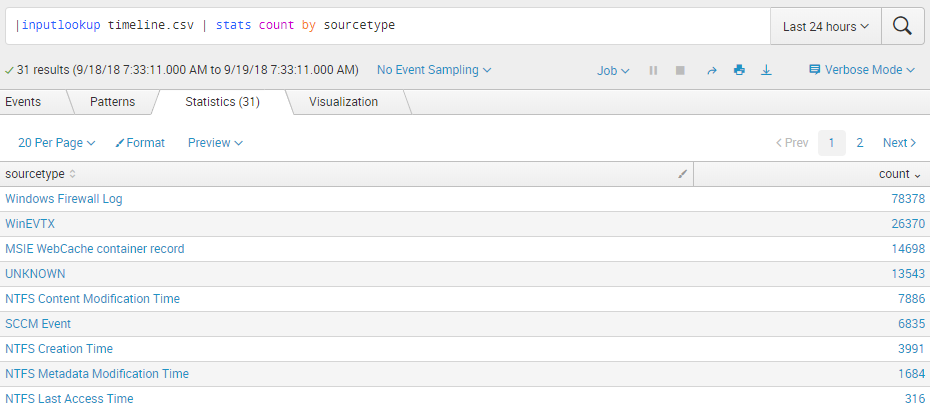 |inputlookup timeline.csv | stats count by sourcetype
Last 24 hours
31 results (9/18/18 7:33:11.000 AM to 9/19/18 7:33:11.000 AM)
No Event Sampling
Job
Verbose Mode
Events
Patterns
Statistics (31)
Visualization
20 Per Page
Format
Preview
Prev
1
2
Next
sourcetype count
Windows Firewall Log 78378
WinEVTX 26370
MSIE WebCache container record 14698
UNKNOWN 13543
NTFS Content Modification Time 7886
SCCM Event 6835
NTFS Creation Time 3991
NTFS Metadata Modification Time 1684
NTFS Last Access Time 316